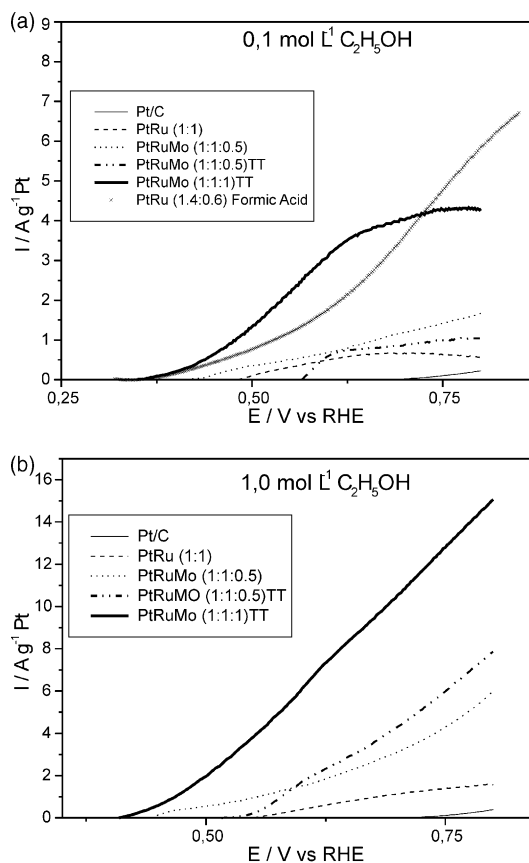 (a)
0,1 mol L⁻¹ C₂H₅OH
9
8
7
6
5
4
3
2
1
0
I / A g⁻¹Pt
Pt/C
PtRu (1:1)
PtRuMo (1:1:0.5)
PtRuMo (1:1:0.5)TT
PtRuMo (1:1:1)TT
PtRu (1.4:0.6) Formic Acid
0,25 0,50 0,75
E / V vs RHE
(b)
1,0 mol L⁻¹ C₂H₅OH
16
14
12
10
8
6
4
2
0
I / A g⁻¹Pt
Pt/C
PtRu (1:1)
PtRuMo (1:1:0.5)
PtRuMO (1:1:0.5)TT
PtRuMo (1:1:1)TT
0,50 0,75
E / V vs RHE